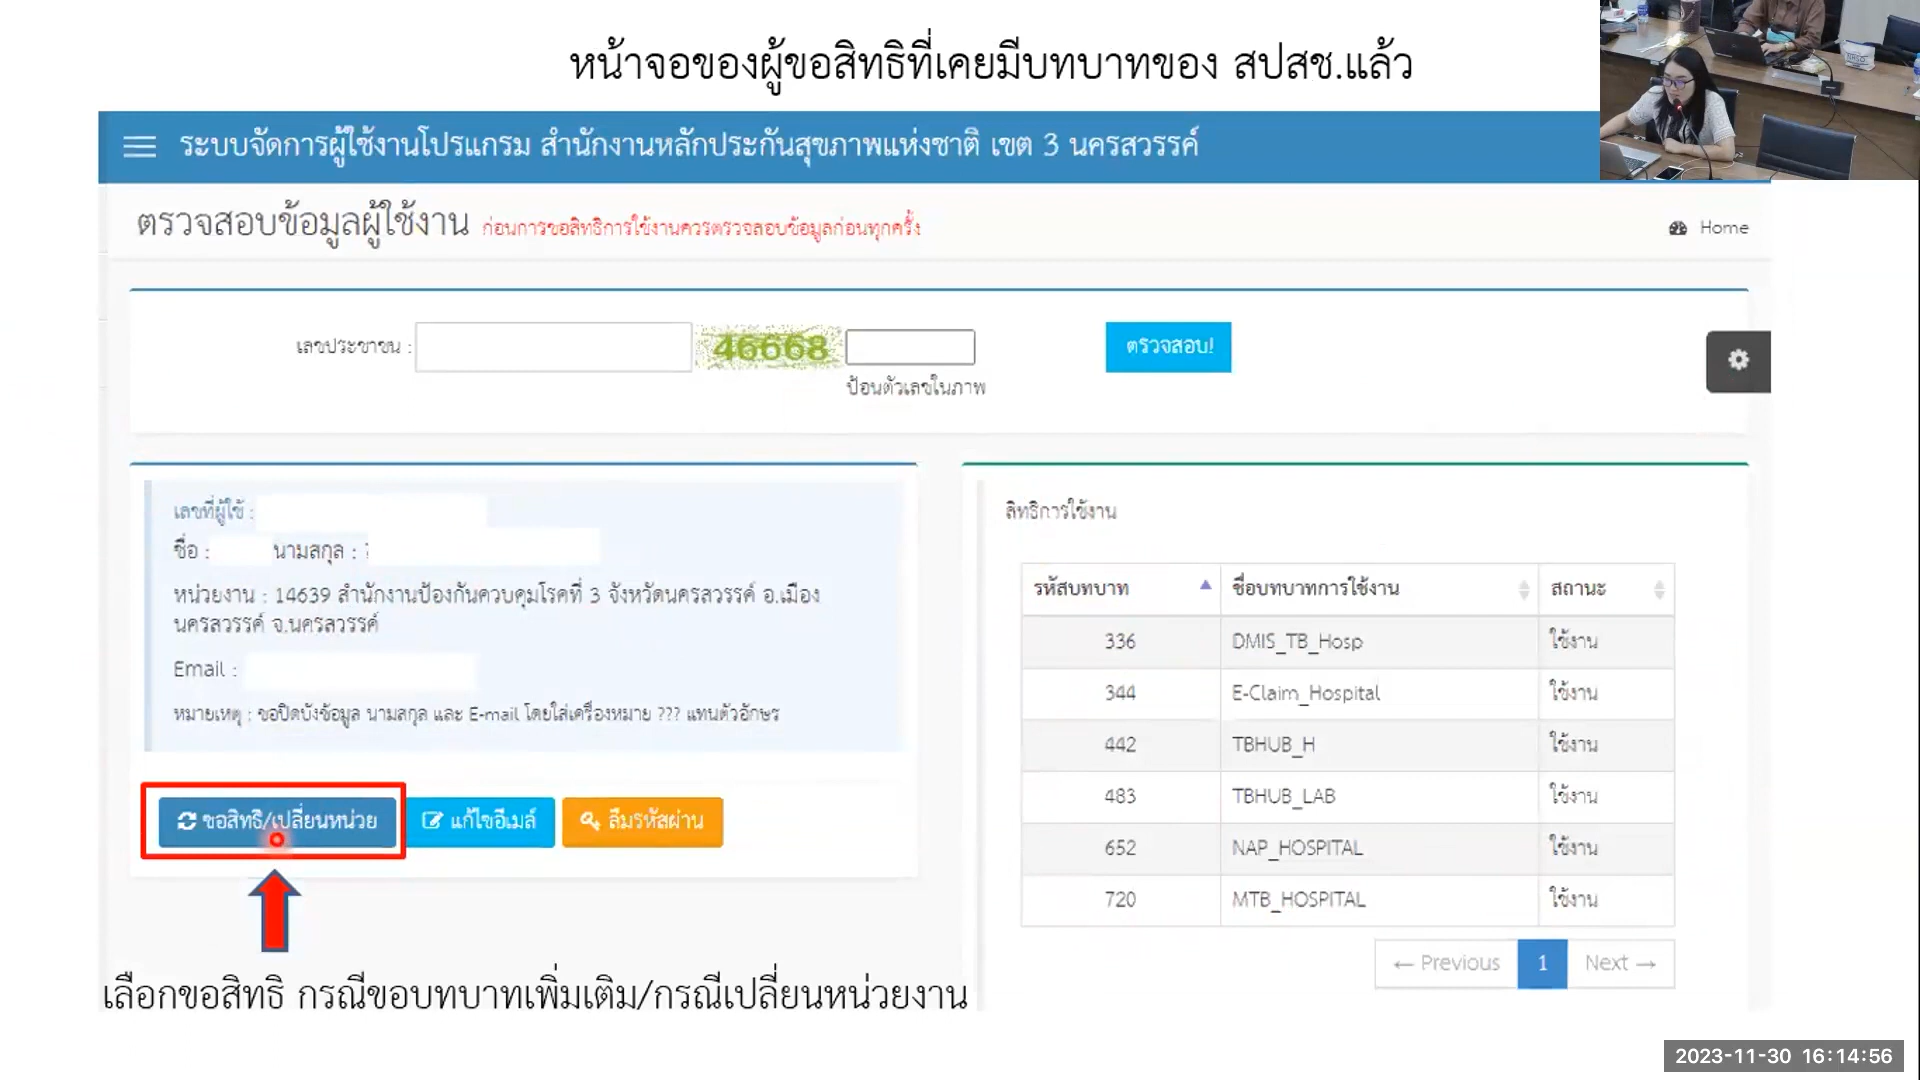 หน้าจอของผู้ขอสิทธิที่เคยมีบทบาทของ สปสช.แล้ว
ระบบจัดการผู้ใช้งานโปรแกรม สำนักงานหลักประกันสุขภาพแห่งชาติ เขต 3 นครสวรรค์
ตรวจสอบข้อมูลผู้ใช้งาน ก่อนการขอสิทธิการใช้งานควรตรวจสอบข้อมูลก่อนทุกครั้ง
Home
เลขประชาชน : 46668 ตรวจสอบ!
ป้อนตัวเลขในภาพ
เลขที่ผู้ใช้ :
ชื่อ : นามสกุล :
หน่วยงาน : 14639 สำนักงานป้องกันควบคุมโรคที่ 3 จังหวัดนครสวรรค์ อ.เมือง
นครสวรรค์ จ.นครสวรรค์
Email :
หมายเหตุ : ขอปิดบังข้อมูล นามสกุล และ E-mail โดยใส่เครื่องหมาย ??? แทนตัวอักษร
ขอสิทธิ/เปลี่ยนหน่วย แก้ไขอีเมล์ ลืมรหัสผ่าน
เลือกขอสิทธิ กรณีขอบทบาทเพิ่มเติม/กรณีเปลี่ยนหน่วยงาน
สิทธิการใช้งาน
รหัสบทบาท ชื่อบทบาทการใช้งาน สถานะ
336 DMIS_TB_Hosp ใช้งาน
344 E-Claim_Hospital ใช้งาน
442 TBHUB_H ใช้งาน
483 TBHUB_LAB ใช้งาน
652 NAP_HOSPITAL ใช้งาน
720 MTB_HOSPITAL ใช้งาน
← Previous 1 Next →
2023-11-30 16:14:56